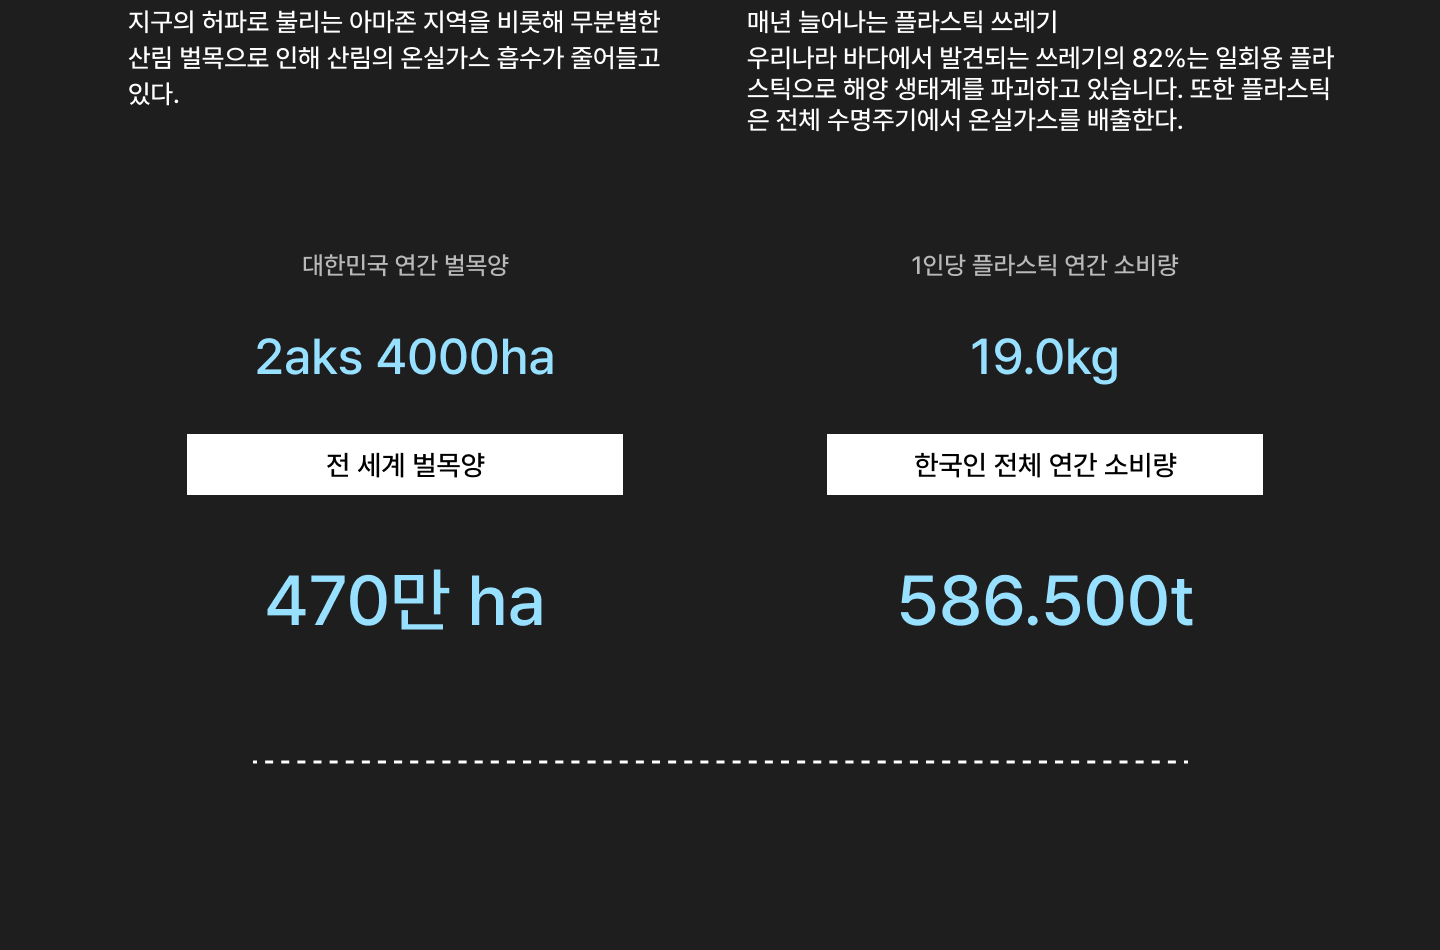 지구의 허파로 불리는 아마존 지역을 비롯해 무분별한
산림 벌목으로 인해 산림의 온실가스 흡수가 줄어들고
있다.
매년 늘어나는 플라스틱 쓰레기
우리나라 바다에서 발견되는 쓰레기의 82%는 일회용 플라
스틱으로 해양 생태계를 파괴하고 있습니다. 또한 플라스틱
은 전체 수명주기에서 온실가스를 배출한다.
대한민국 연간 벌목양
2aks 4000ha
전 세계 벌목양
470만 ha
1인당 플라스틱 연간 소비량
19.0kg
한국인 전체 연간 소비량
586.500t